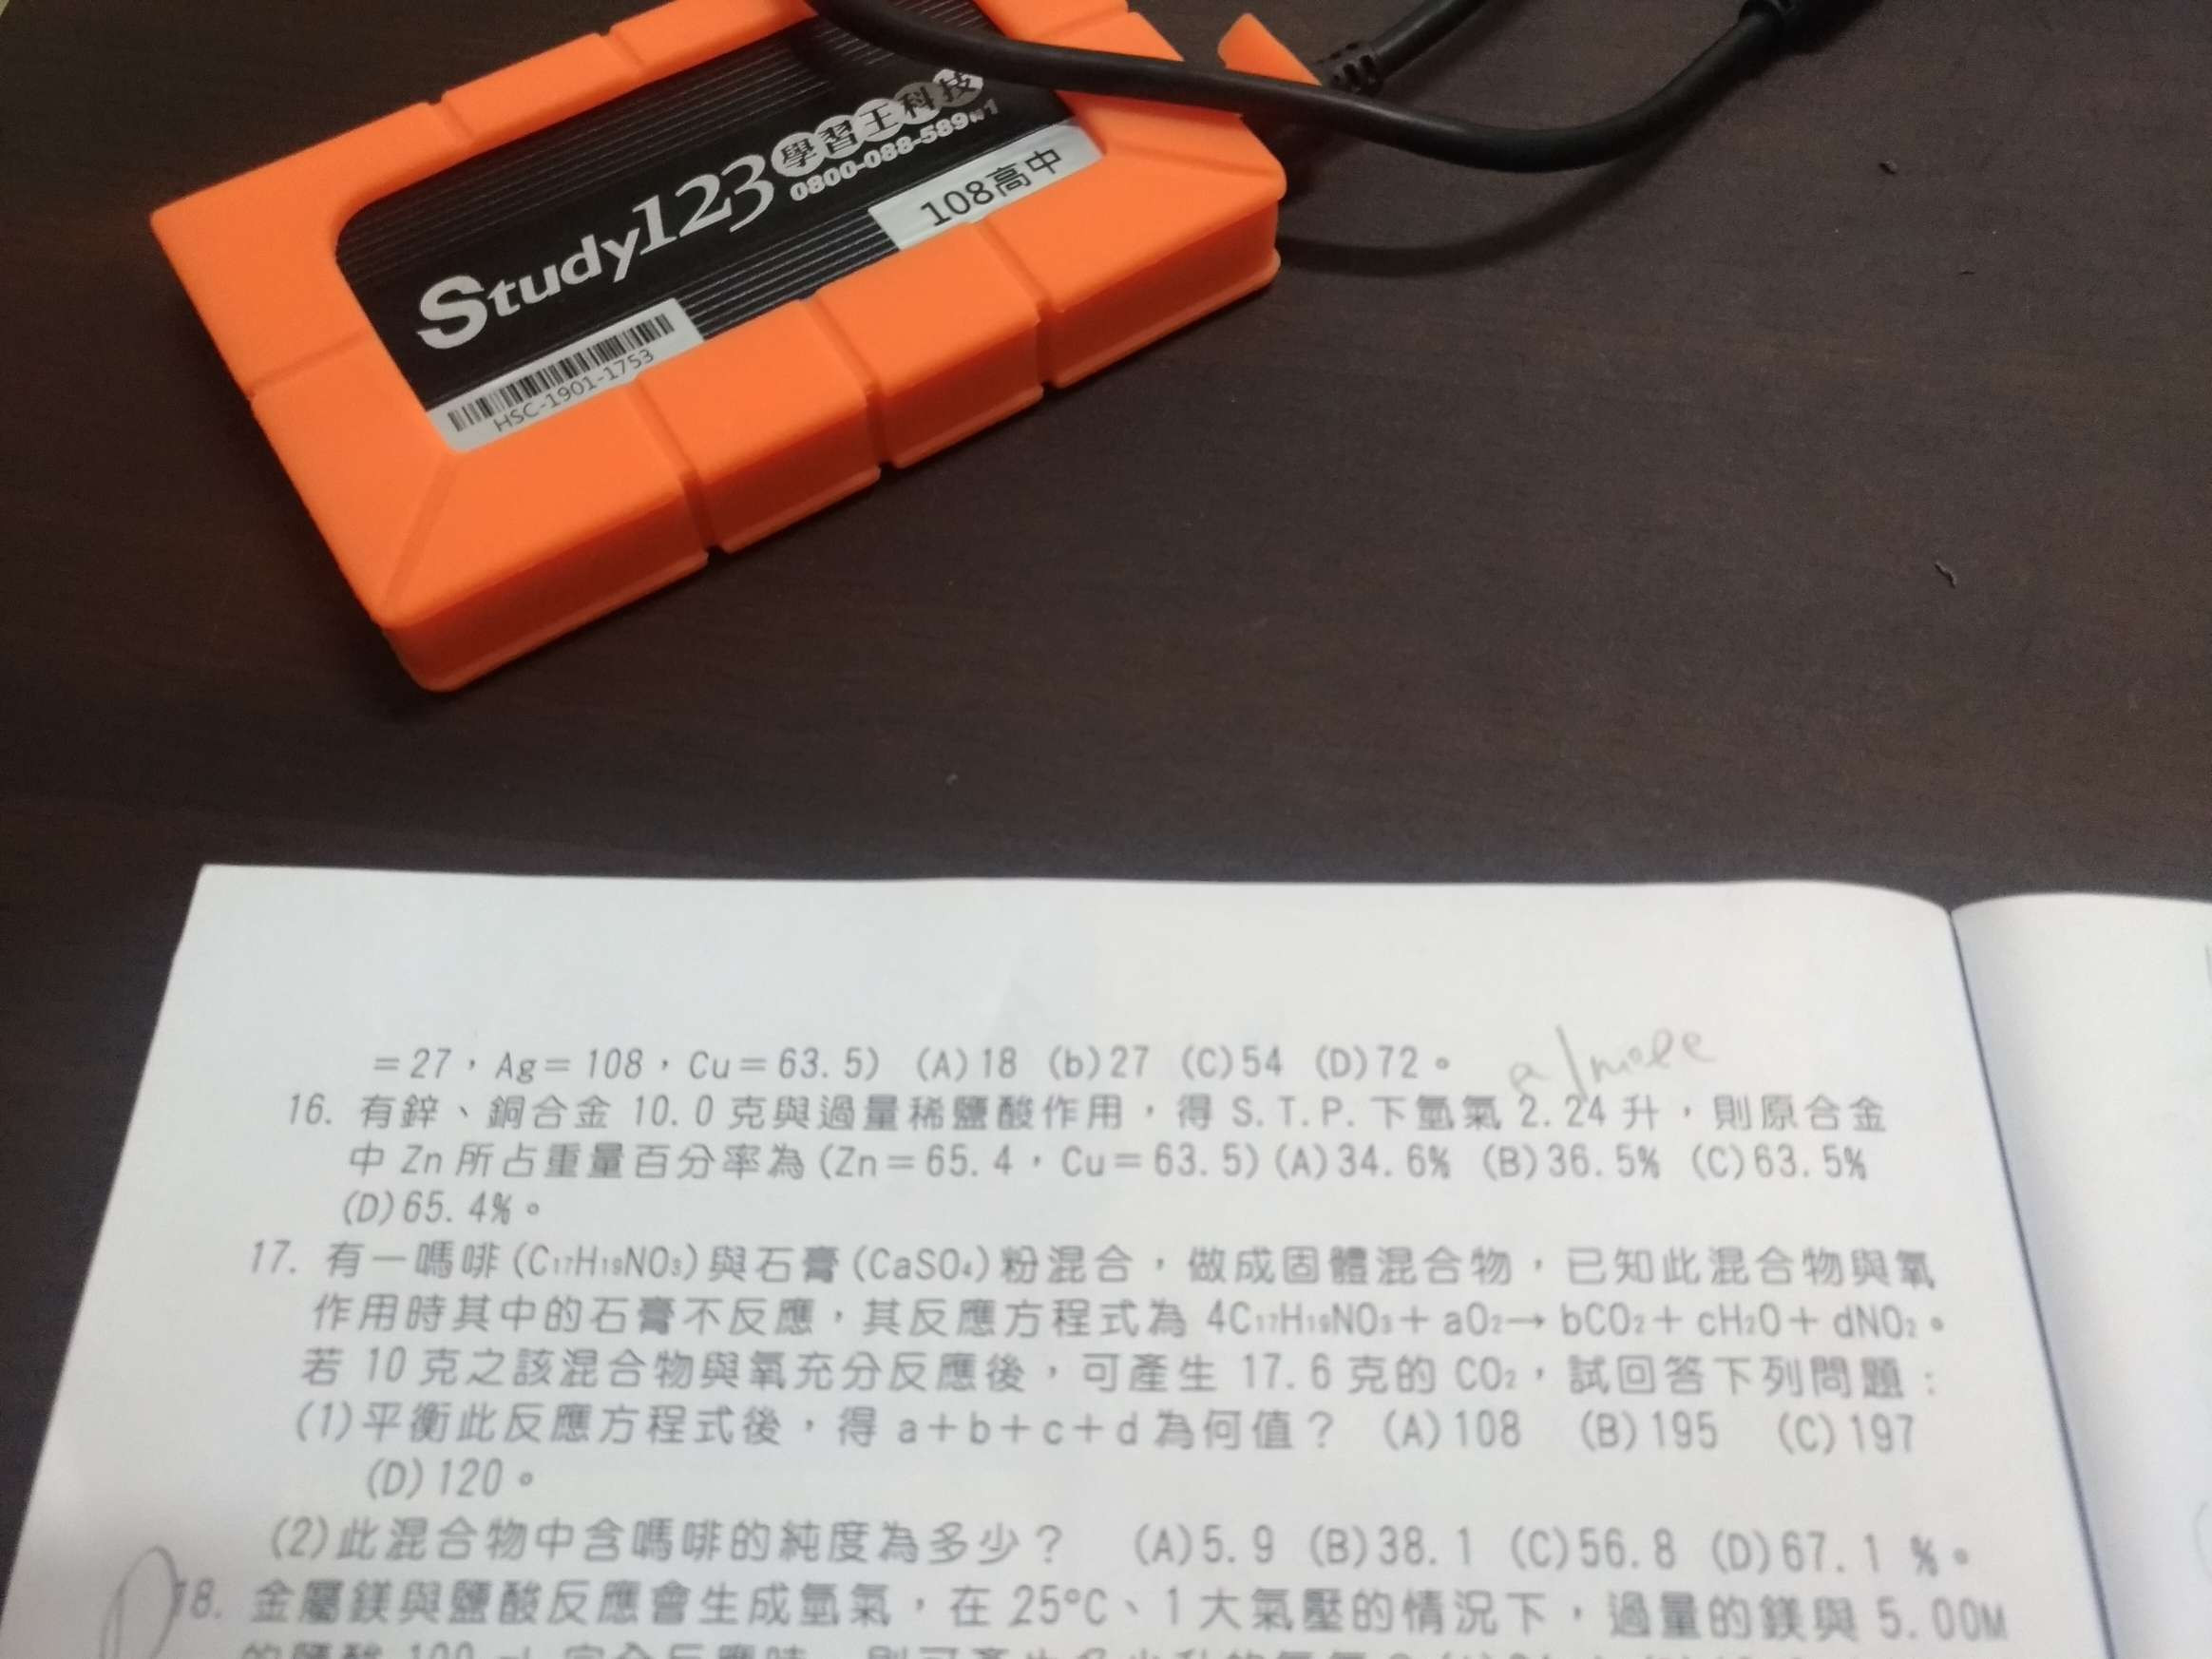 Study123 學習王科技
0800-088-589
108高中
HSC-1901-1753
a/mole
=27，Ag=108，Cu=63.5) (A)18 (b)27 (C)54 (D)72。
16. 有鋅、銅合金 10.0 克與過量稀鹽酸作用，得 S.T.P.下氫氣 2.24 升，則原合金
中 Zn 所占重量百分率為(Zn=65.4，Cu=63.5)(A)34.6% (B)36.5% (C)63.5%
(D)65.4%。
17. 有一嗎啡(C₁₇H₁₉NO₃)與石膏(CaSO₄)粉混合，做成固體混合物，已知此混合物與氧
作用時其中的石膏不反應，其反應方程式為 4C₁₇H₁₉NO₃+ aO₂→ bCO₂+ cH₂O+ dNO₂。
若 10 克之該混合物與氧充分反應後，可產生 17.6 克的 CO₂，試回答下列問題：
(1)平衡此反應方程式後，得 a+b+c+d 為何值？ (A)108 (B)195 (C)197
(D)120。
(2)此混合物中含嗎啡的純度為多少？ (A)5.9 (B)38.1 (C)56.8 (D)67.1 %。
18. 金屬鎂與鹽酸反應會生成氫氣，在 25°C、1大氣壓的情況下，過量的鎂與 5.00M
的鹽酸 100